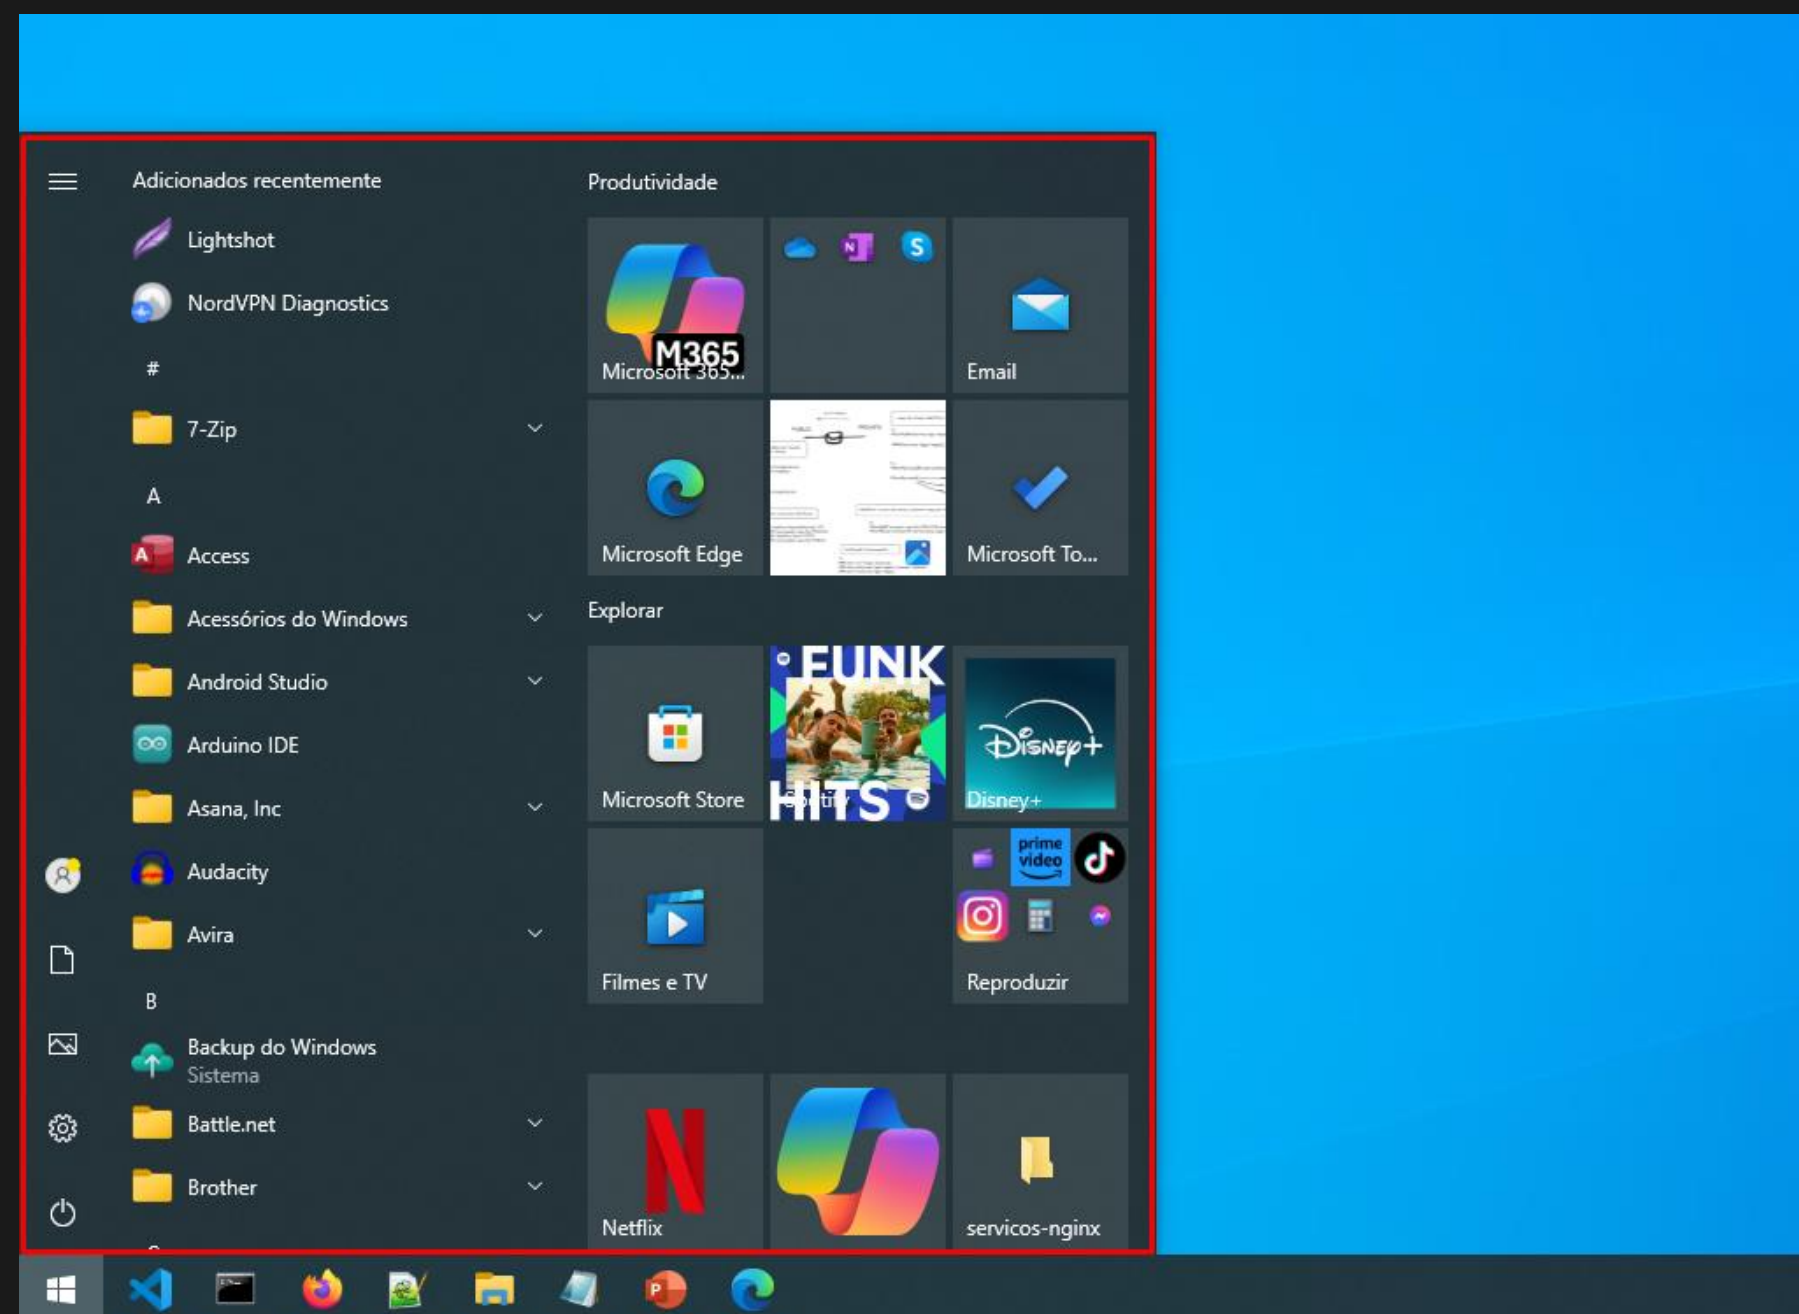 Adicionados recentemente
Lightshot
NordVPN Diagnostics
#
7-Zip
A
Access
Acessórios do Windows
Android Studio
Arduino IDE
Asana, Inc
Audacity
Avira
B
Backup do Windows
Sistema
Battle.net
Brother
Produtividade
M365
Microsoft 365...
N
S
Email
Microsoft Edge
Microsoft To...
Explorar
Microsoft Store
FUNK
HITS
Spotify
Disney+
Disney+
Filmes e TV
prime
video
Reproduzir
Netflix
servicos-nginx